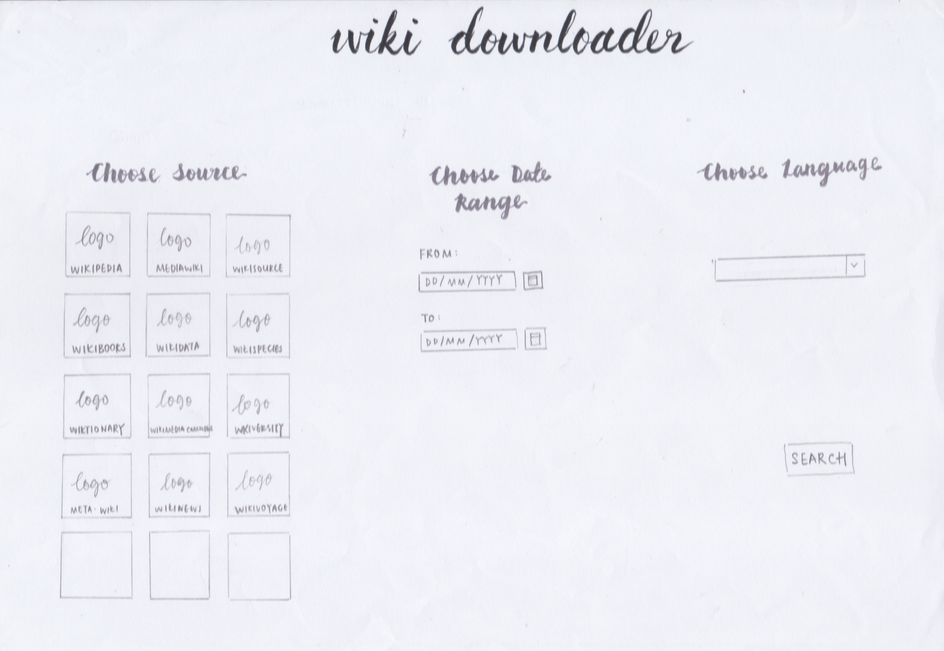 wiki downloader
Choose Source
logo
WIKIPEDIA
logo
MEDIAWIKI
logo
WIKISOURCE
logo
WIKIBOOKS
logo
WIKIDATA
logo
WIKISPECIES
logo
WIKTIONARY
logo
WIKIMEDIA COMMONS
logo
WIKIVERSITY
logo
META-WIKI
logo
WIKINEWS
logo
WIKIVOYAGE
Choose Date
Range
FROM:
DD/MM/YYYY
TO:
DD/MM/YYYY
Choose Language
SEARCH